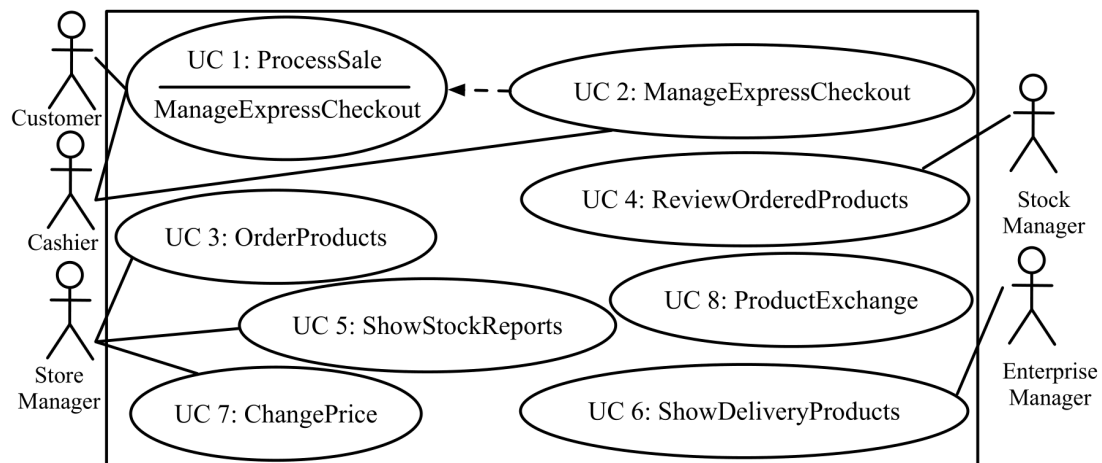 UC 1: ProcessSale
ManageExpressCheckout
UC 2: ManageExpressCheckout
Customer
UC 4: ReviewOrderedProducts
Stock
Manager
Cashier
UC 3: OrderProducts
UC 8: ProductExchange
UC 5: ShowStockReports
Store
Manager
Enterprise
Manager
UC 7: ChangePrice
UC 6: ShowDeliveryProducts